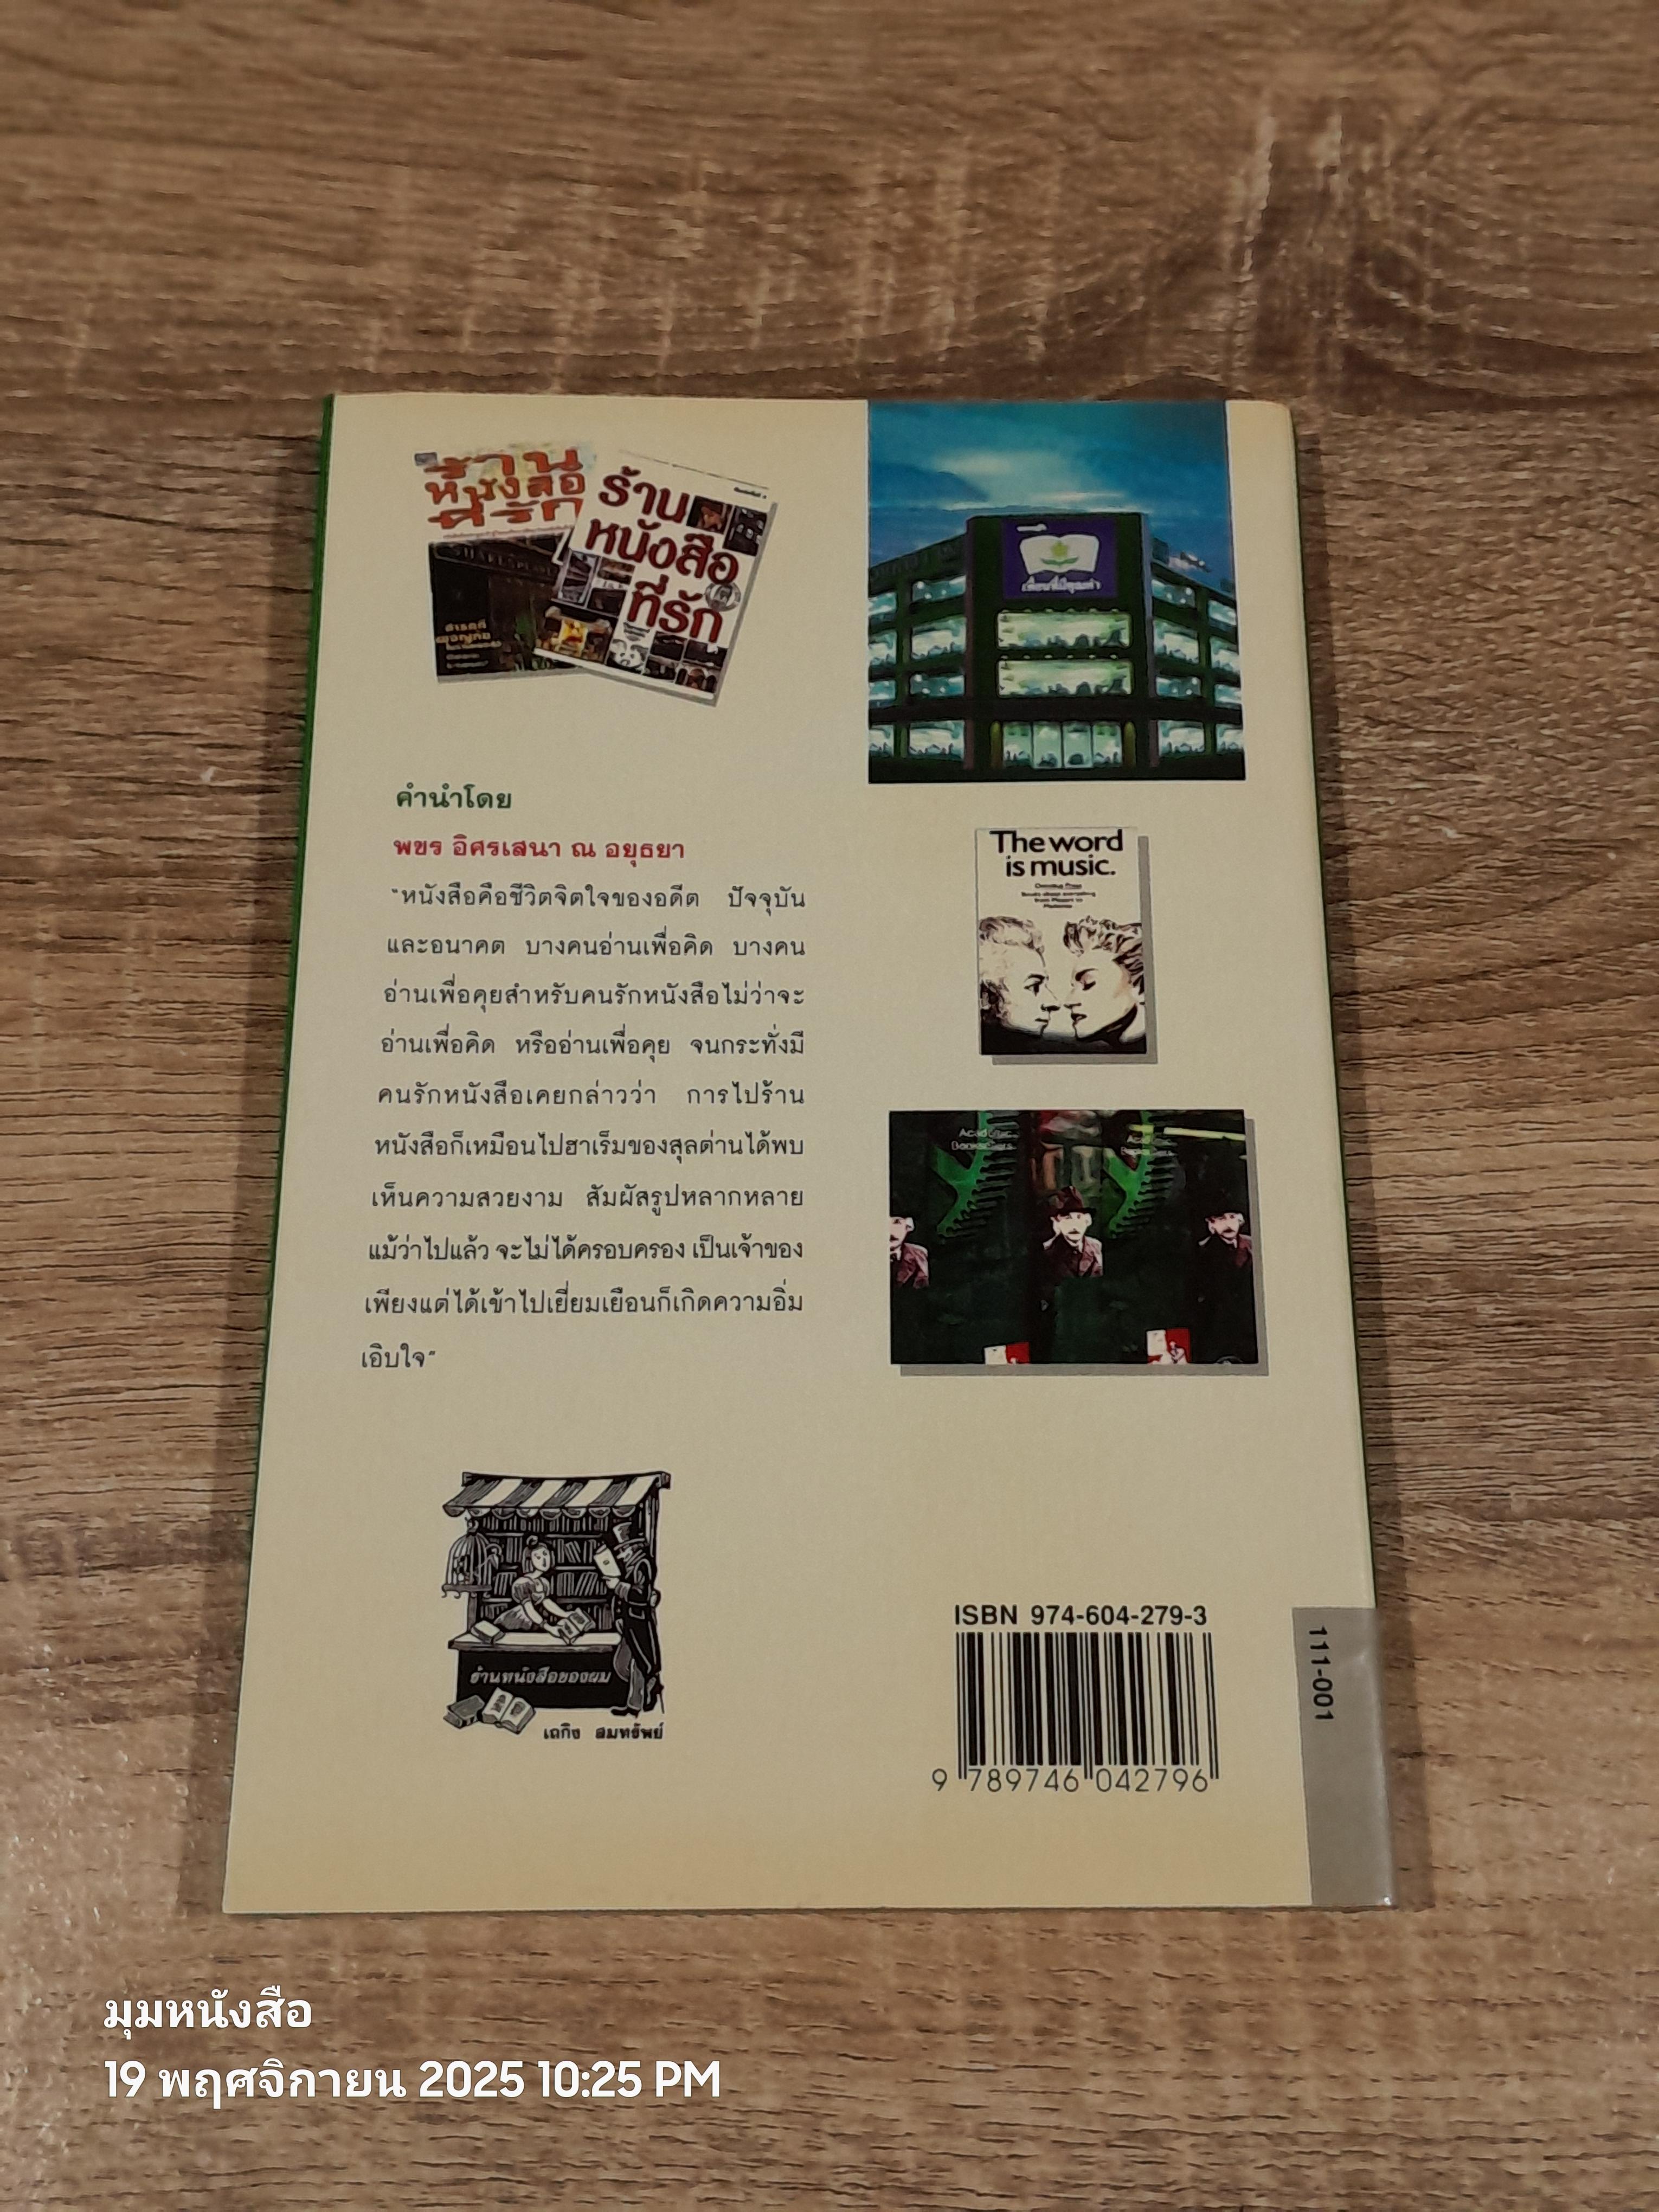 ร้าน
หนังสือ
ที่รัก
ร้าน
หนังสือ
ที่รัก
คำนำโดย
พขร อิศรเสนา ณ อยุธยา
"หนังสือคือชีวิตจิตใจของอดีต ปัจจุบัน
และอนาคต บางคนอ่านเพื่อคิด บางคน
อ่านเพื่อคุยสำหรับคนรักหนังสือไม่ว่าจะ
อ่านเพื่อคิด หรืออ่านเพื่อคุย จนกระทั่งมี
คนรักหนังสือเคยกล่าวว่า การไปร้าน
หนังสือก็เหมือนไปฮาเร็มของสุลต่านได้พบ
เห็นความสวยงาม สัมผัสรูปหลากหลาย
แม้ว่าไปแล้ว จะไม่ได้ครอบครอง เป็นเจ้าของ
เพียงแต่ได้เข้าไปเยี่ยมเยือนก็เกิดความอิ่ม
เอิบใจ"
The word
is music.
Omnibus Press
Academic
Booksellers
ร้านหนังสือของผม
เถกิง สมทรัพย์
ISBN 974-604-279-3
9 789746 042796
111-001
มุมหนังสือ
19 พฤศจิกายน 2025 10:25 PM